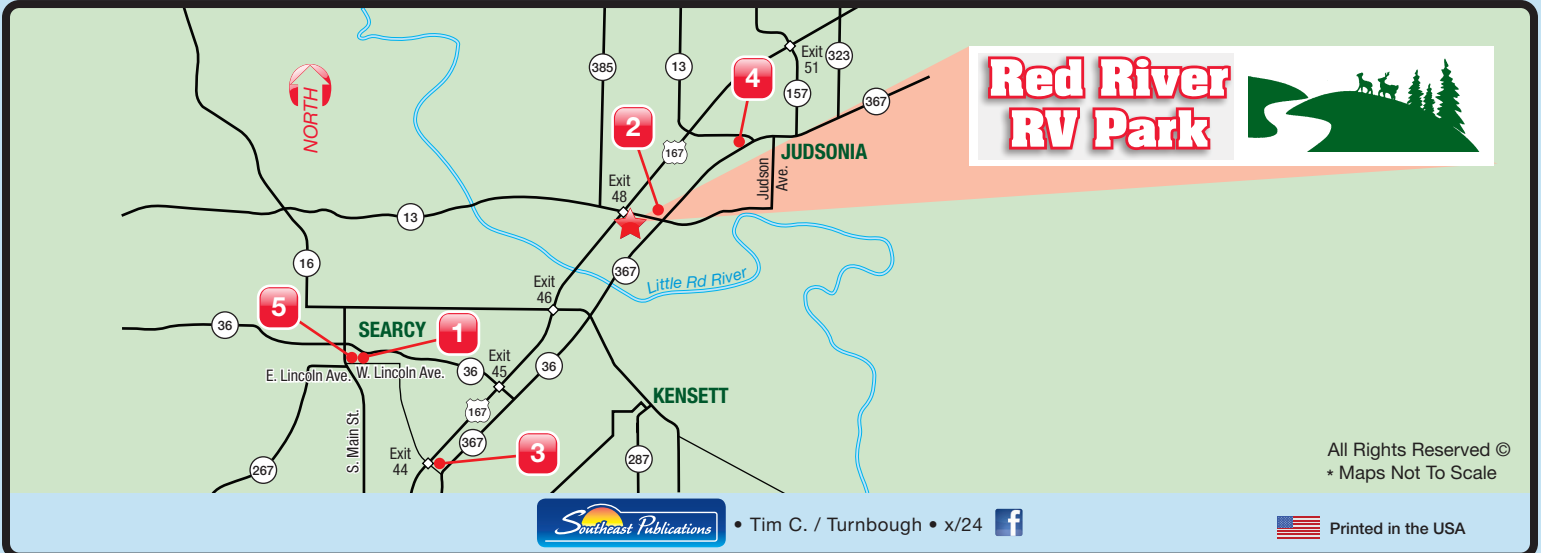 Exit
51
323
385
13
4
157
367
Red River
RV Park
NORTH
2
167
JUDSONIA
Judson
Ave.
Exit
48
13
16
367
Little Rd River
Exit
46
5
36
SEARCY
1
E. Lincoln Ave.
W. Lincoln Ave.
36
Exit
45
36
KENSETT
167
S. Main St.
367
Exit
44
3
267
287
All Rights Reserved ©
* Maps Not To Scale
Southeast Publications
• Tim C. / Turnbough • x/24
f
Printed in the USA